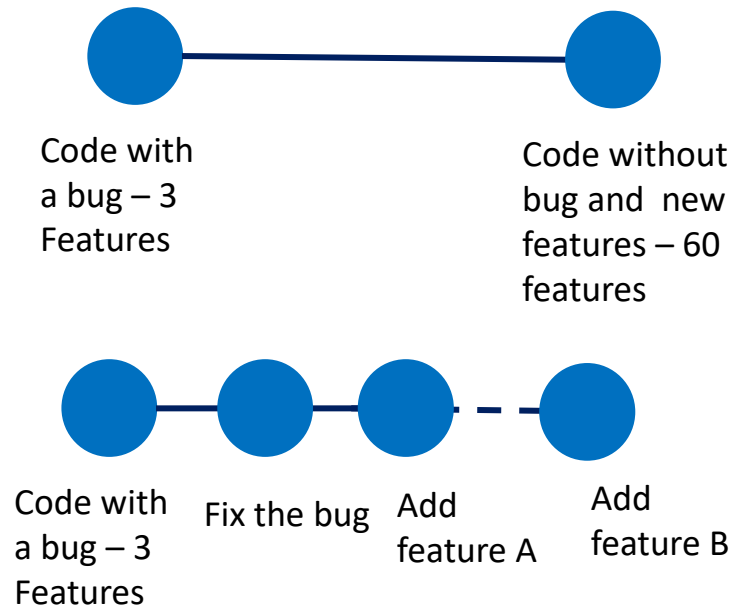 Code with
a bug – 3
Features
Code without
bug and  new
features – 60
features
Code with
a bug – 3
Features
Fix the bug
Add
feature A
Add
feature B